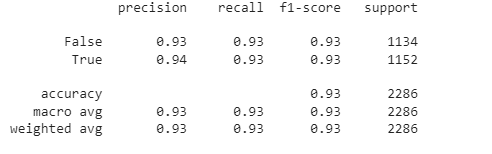 precision recall f1-score support
False 0.93 0.93 0.93 1134
True 0.94 0.93 0.93 1152
accuracy 0.93 2286
macro avg 0.93 0.93 0.93 2286
weighted avg 0.93 0.93 0.93 2286